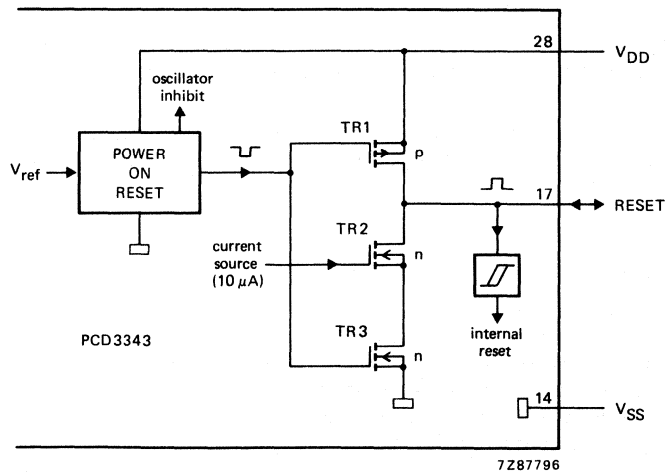 28
V_DD
oscillator
inhibit
TR1
p
POWER
ON
RESET
V_ref
17
RESET
TR2
n
current
source
(10 μA)
internal
reset
TR3
n
PCD3343
14
V_SS
7Z87796